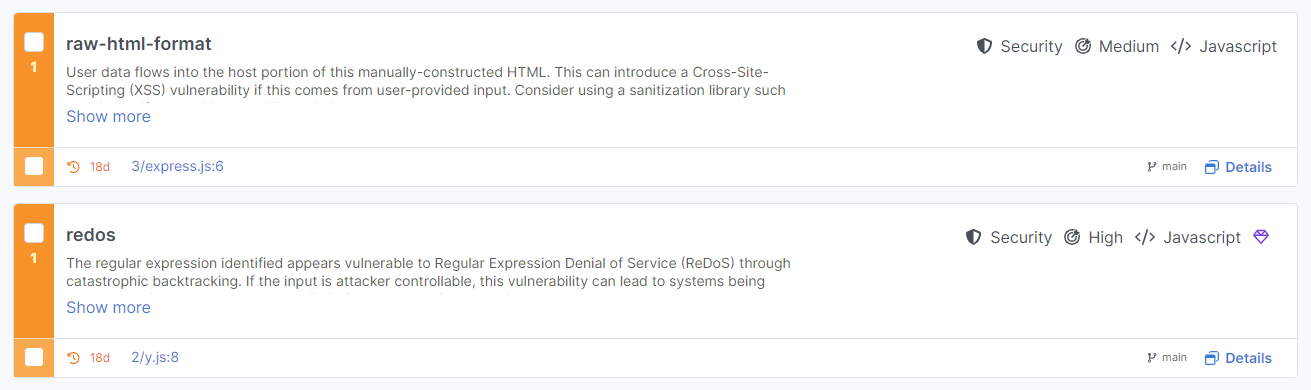 raw-html-format
Security Medium </> Javascript
1
User data flows into the host portion of this manually-constructed HTML. This can introduce a Cross-Site-
Scripting (XSS) vulnerability if this comes from user-provided input. Consider using a sanitization library such
Show more
18d 3/express.js:6 main Details
redos
Security High </> Javascript
1
The regular expression identified appears vulnerable to Regular Expression Denial of Service (ReDoS) through
catastrophic backtracking. If the input is attacker controllable, this vulnerability can lead to systems being
Show more
18d 2/y.js:8 main Details